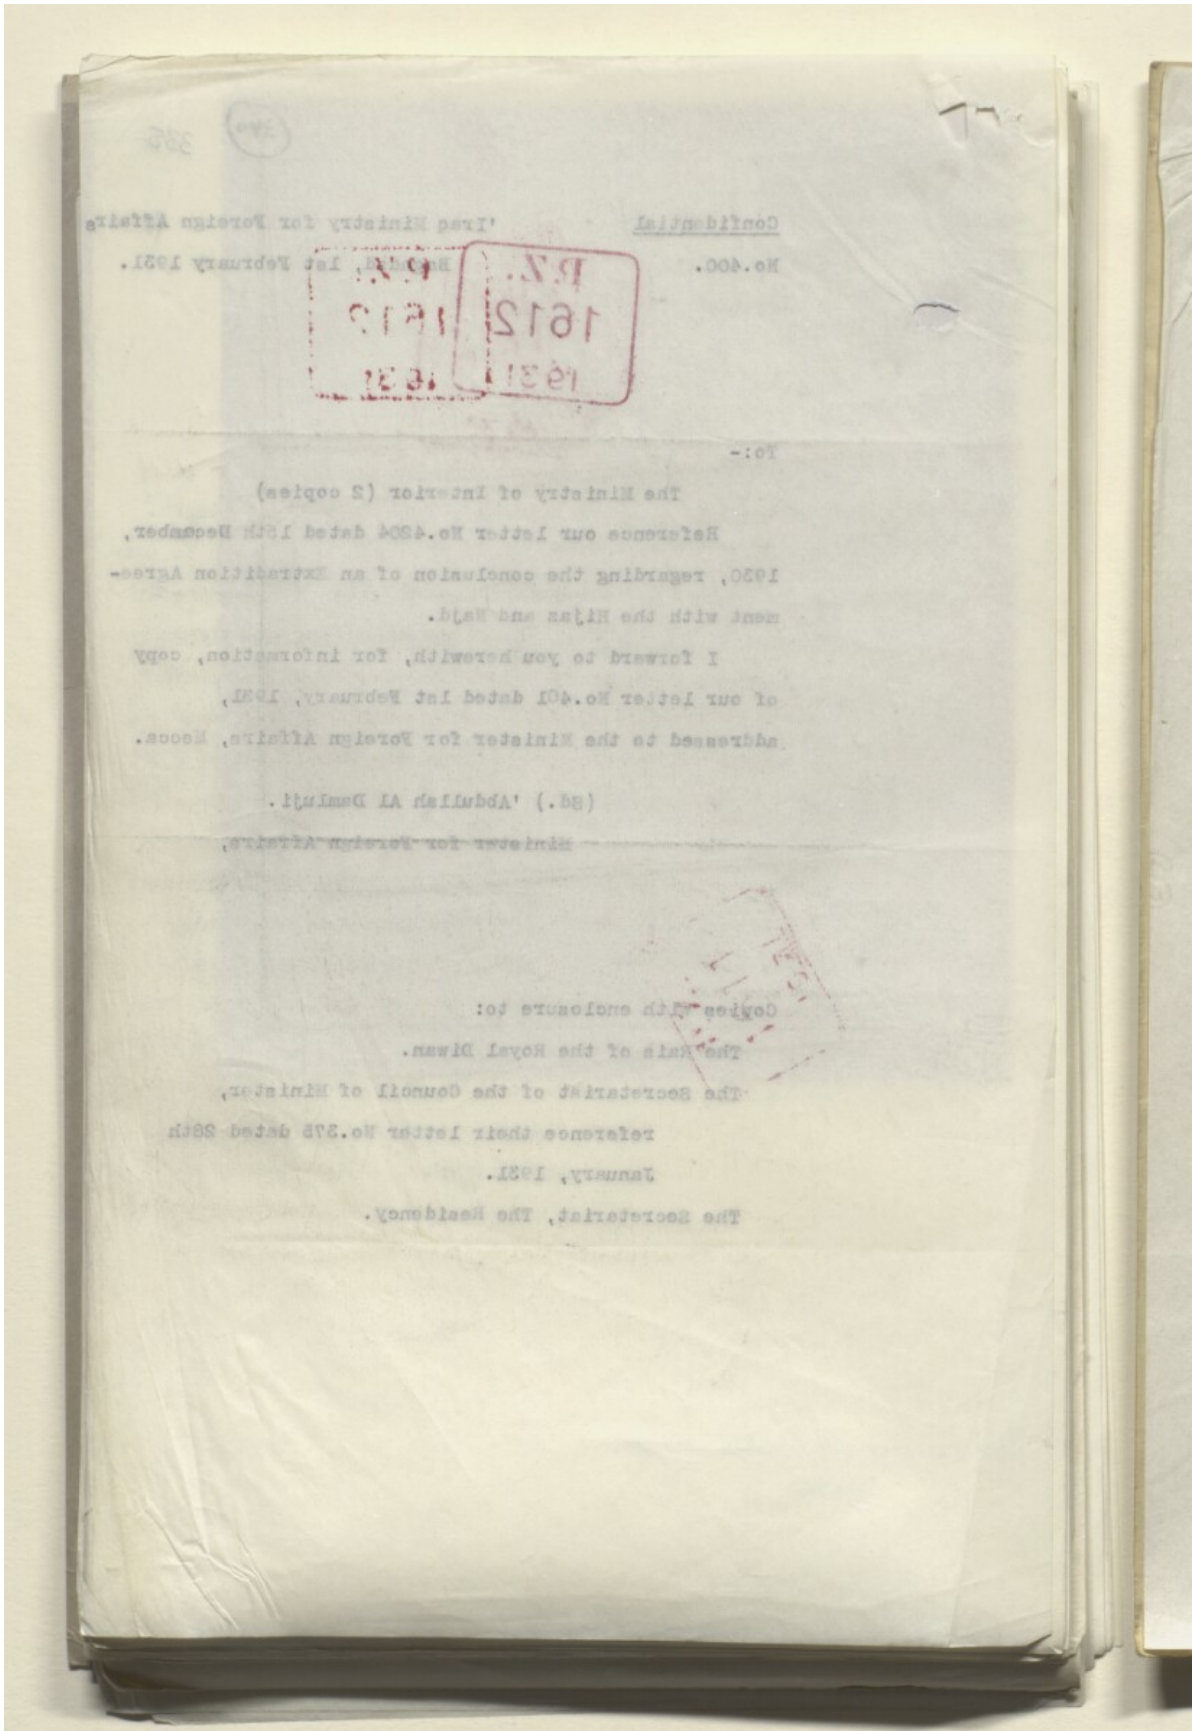 335
Confidential
'Iraq Ministry for Foreign Affairs
No.400.
Baghdad, 1st February 1931.
P.Z.
1612
1931
P.Z.
1612
1931
To:-
The Ministry of Interior (2 copies)
Reference our letter No.4204 dated 15th December,
1930, regarding the conclusion of an Extradition Agree-
ment with the Hijaz and Najd.
I forward to you herewith, for information, copy
of our letter No.401 dated 1st February, 1931,
addressed to the Minister for Foreign Affairs, Mecca.
(Sd.) 'Abdullah Al Damluji.
Minister for Foreign Affairs,
Copies with enclosure to:
The Rais of the Royal Diwan.
The Secretariat of the Council of Minister,
reference their letter No.375 dated 28th
January, 1931.
The Secretariat, The Residency.